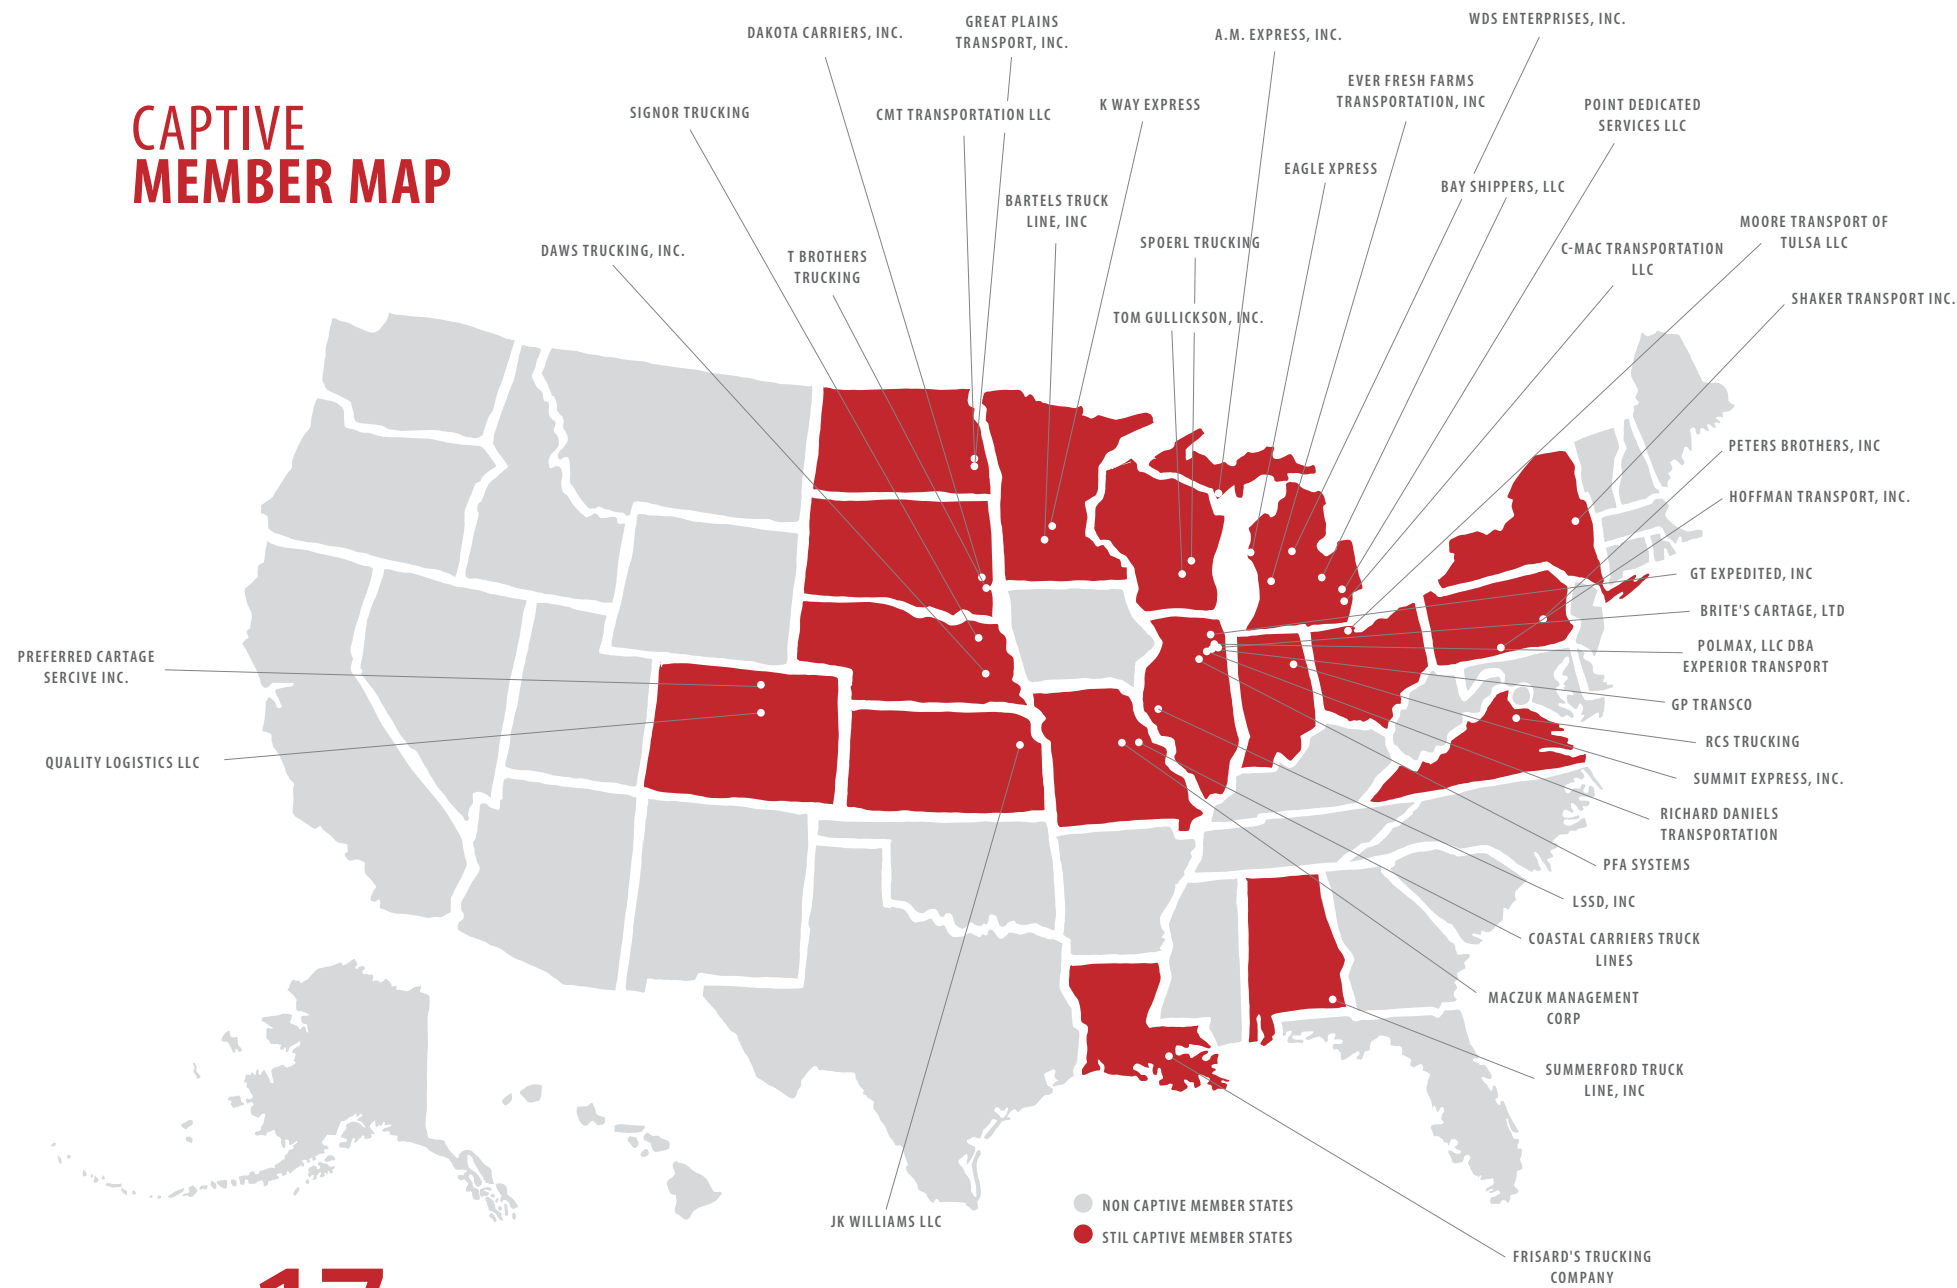 CAPTIVE
MEMBER MAP
DAKOTA CARRIERS, INC.
GREAT PLAINS
TRANSPORT, INC.
A.M. EXPRESS, INC.
WDS ENTERPRISES, INC.
SIGNOR TRUCKING
CMT TRANSPORTATION LLC
K WAY EXPRESS
EVER FRESH FARMS
TRANSPORTATION, INC
POINT DEDICATED
SERVICES LLC
EAGLE XPRESS
BAY SHIPPERS, LLC
BARTELS TRUCK
LINE, INC
DAWS TRUCKING, INC.
T BROTHERS
TRUCKING
SPOERL TRUCKING
C-MAC TRANSPORTATION
LLC
MOORE TRANSPORT OF
TULSA LLC
TOM GULLICKSON, INC.
SHAKER TRANSPORT INC.
PETERS BROTHERS, INC
HOFFMAN TRANSPORT, INC.
GT EXPEDITED, INC
BRITE'S CARTAGE, LTD
POLMAX, LLC DBA
EXPERIOR TRANSPORT
GP TRANSCO
RCS TRUCKING
SUMMIT EXPRESS, INC.
RICHARD DANIELS
TRANSPORTATION
PFA SYSTEMS
LSSD, INC
COASTAL CARRIERS TRUCK
LINES
MACZUK MANAGEMENT
CORP
SUMMERFORD TRUCK
LINE, INC
FRISARD'S TRUCKING
COMPANY
PREFERRED CARTAGE
SERCIVE INC.
QUALITY LOGISTICS LLC
JK WILLIAMS LLC
NON CAPTIVE MEMBER STATES
STIL CAPTIVE MEMBER STATES
17